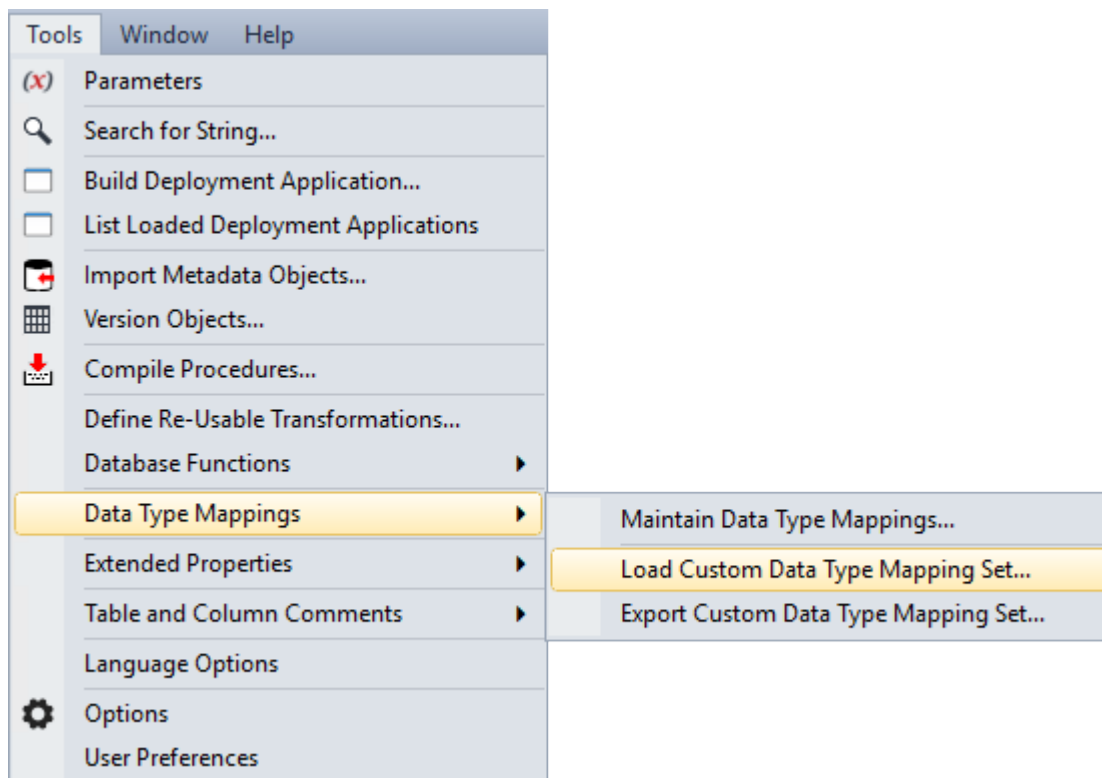 Tools Window Help
(x) Parameters
Search for String...
Build Deployment Application...
List Loaded Deployment Applications
Import Metadata Objects...
Version Objects...
Compile Procedures...
Define Re-Usable Transformations...
Database Functions
Data Type Mappings
Maintain Data Type Mappings...
Load Custom Data Type Mapping Set...
Export Custom Data Type Mapping Set...
Extended Properties
Table and Column Comments
Language Options
Options
User Preferences